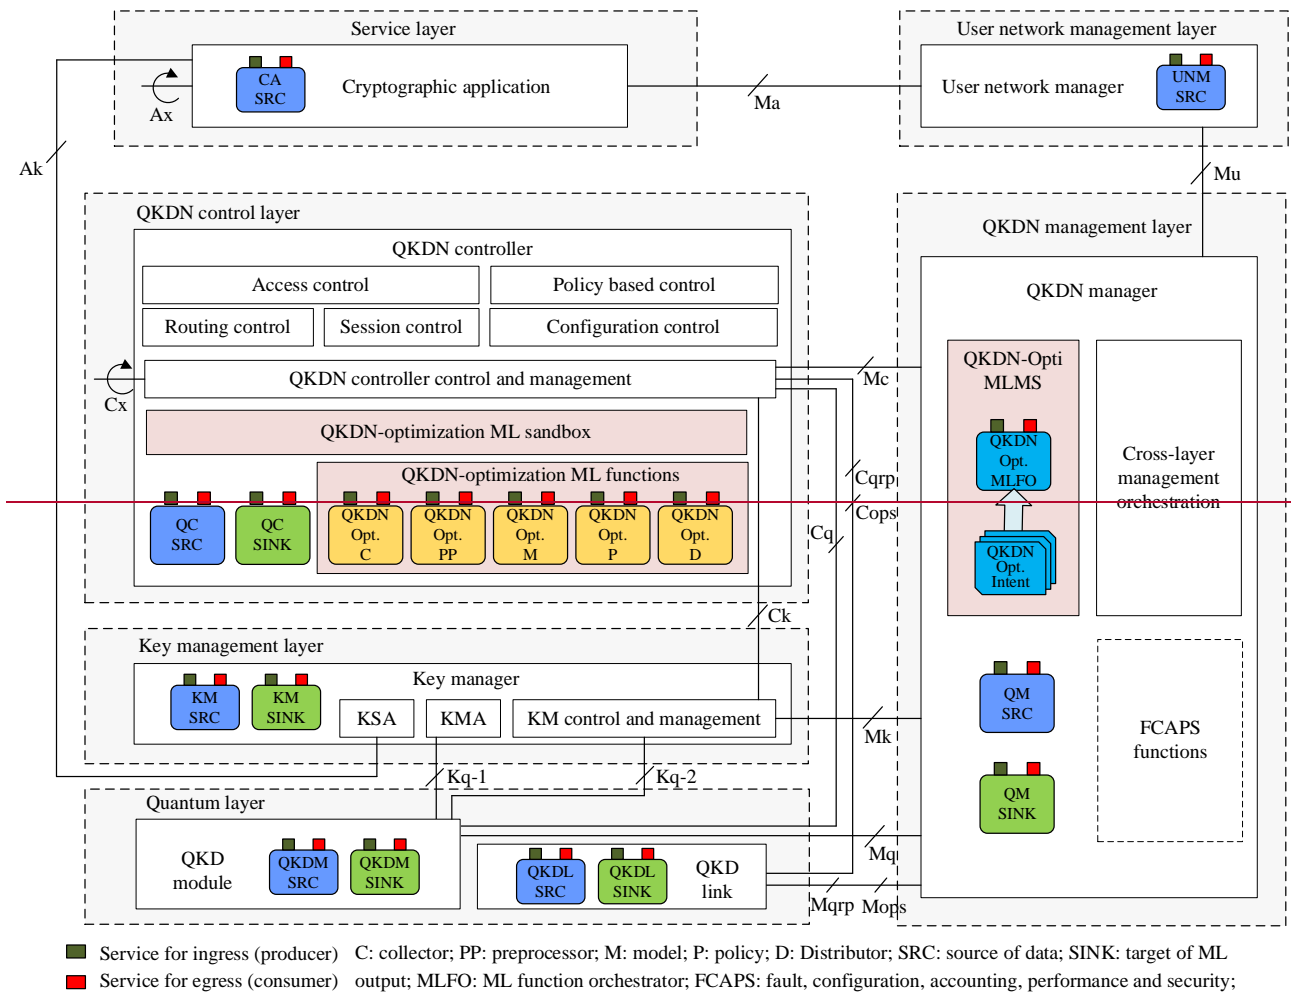 Service layer
User network management layer
CA
SRC
Cryptographic application
User network manager
UNM
SRC
Ax
Ma
Ak
Mu
QKDN control layer
QKDN management layer
QKDN controller
Access control
Policy based control
QKDN manager
Routing control
Session control
Configuration control
QKDN-Opti
MLMS
Mc
QKDN controller control and management
Cx
QKDN-optimization ML sandbox
QKDN
Opt.
MLFO
Cross-layer
management
orchestration
QKDN-optimization ML functions
Cqrp
Cops
QC
SRC
QC
SINK
QKDN
Opt.
C
QKDN
Opt.
PP
QKDN
Opt.
M
QKDN
Opt.
P
QKDN
Opt.
D
Cq
QKDN
Opt.
Intent
Ck
Key management layer
Key manager
KM
SRC
KM
SINK
KSA
KMA
KM control and management
Mk
QM
SRC
FCAPS
functions
Kq-1
Kq-2
QM
SINK
Quantum layer
QKD
module
QKDM
SRC
QKDM
SINK
QKDL
SRC
QKDL
SINK
QKD
link
Mq
Mqrp
Mops
Service for ingress (producer)
C: collector; PP: preprocessor; M: model; P: policy; D: Distributor; SRC: source of data; SINK: target of ML
Service for egress (consumer)
output; MLFO: ML function orchestrator; FCAPS: fault, configuration, accounting, performance and security;